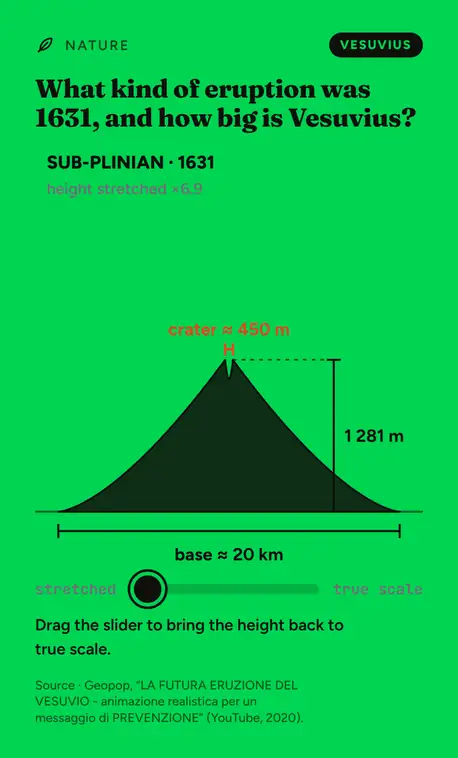 NATURE
VESUVIUS
What kind of eruption was
1631, and how big is Vesuvius?
SUB-PLINIAN · 1631
height stretched ×6.9
crater ≈ 450 m
1 281 m
base ≈ 20 km
stretched
true scale
Drag the slider to bring the height back to
true scale.
Source · Geopop, “LA FUTURA ERUZIONE DEL
VESUVIO - animazione realistica per un
messaggio di PREVENZIONE” (YouTube, 2020).